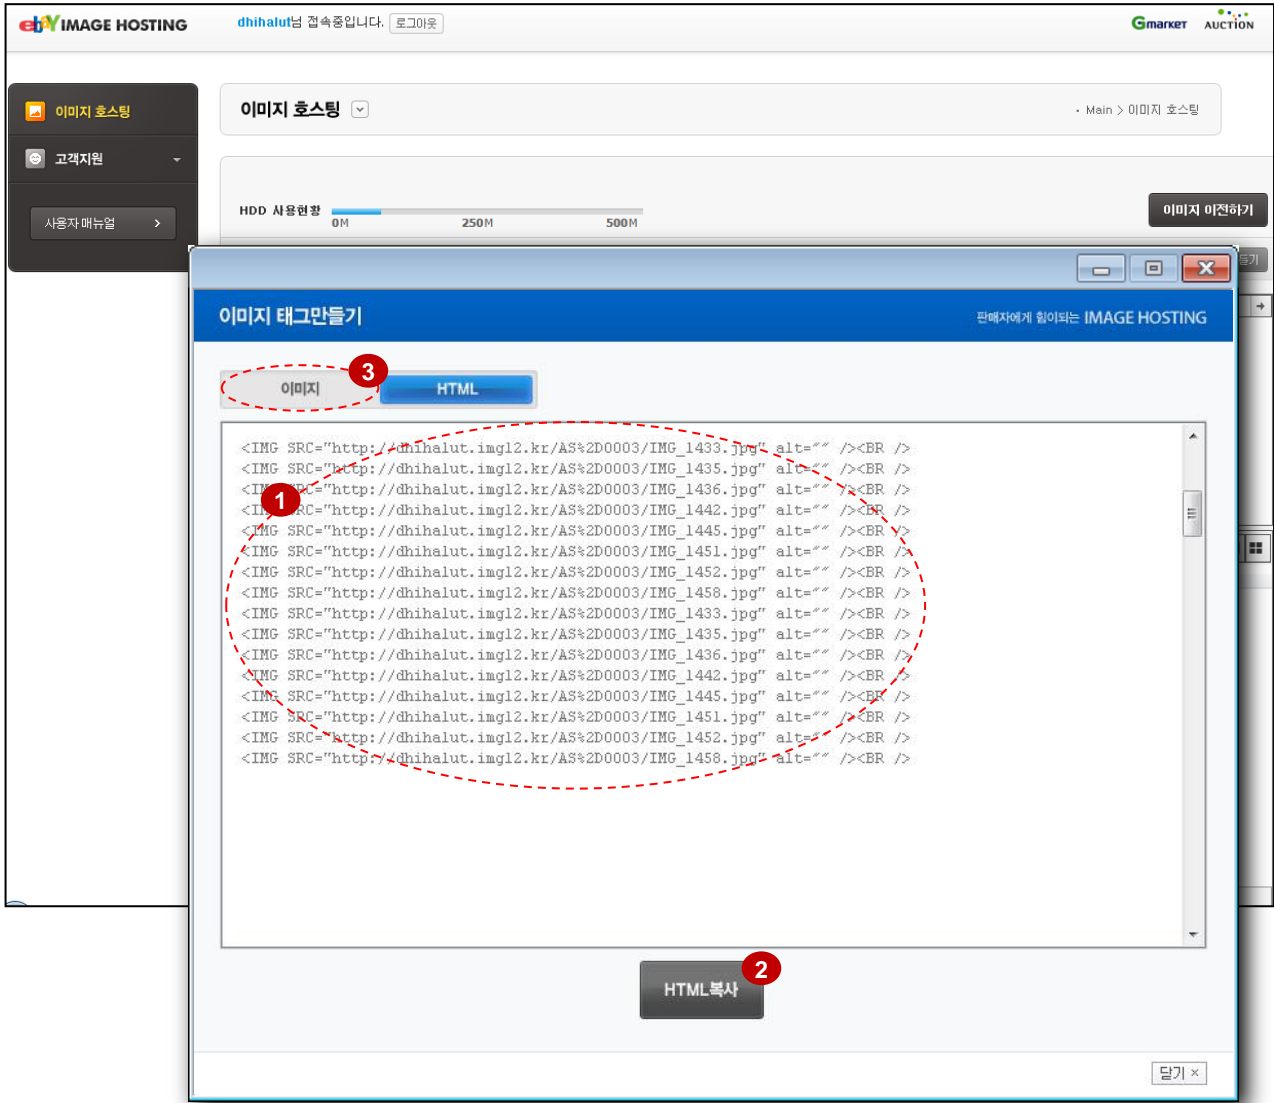 ebY IMAGE HOSTING
dhihalut님 접속중입니다. 로그아웃
Gmarket AUCTION
이미지 호스팅
고객지원
사용자 매뉴얼 >
이미지 호스팅
• Main > 이미지 호스팅
HDD 사용현황
0M 250M 500M
이미지 이전하기
들기
이미지 태그만들기
판매자에게 힘이되는 IMAGE HOSTING
이미지 3 HTML
<IMG SRC="http://dhihalut.img12.kr/AS%2D0003/IMG_1433.jpg" alt="" /><BR />
<IMG SRC="http://dhihalut.img12.kr/AS%2D0003/IMG_1435.jpg" alt="" /><BR />
<IMG SRC="http://dhihalut.img12.kr/AS%2D0003/IMG_1436.jpg" alt="" /><BR />
1
<IMG SRC="http://dhihalut.img12.kr/AS%2D0003/IMG_1442.jpg" alt="" /><BR />
<IMG SRC="http://dhihalut.img12.kr/AS%2D0003/IMG_1445.jpg" alt="" /><BR />
<IMG SRC="http://dhihalut.img12.kr/AS%2D0003/IMG_1451.jpg" alt="" /><BR />
<IMG SRC="http://dhihalut.img12.kr/AS%2D0003/IMG_1452.jpg" alt="" /><BR />
<IMG SRC="http://dhihalut.img12.kr/AS%2D0003/IMG_1458.jpg" alt="" /><BR />
<IMG SRC="http://dhihalut.img12.kr/AS%2D0003/IMG_1433.jpg" alt="" /><BR />
<IMG SRC="http://dhihalut.img12.kr/AS%2D0003/IMG_1435.jpg" alt="" /><BR />
<IMG SRC="http://dhihalut.img12.kr/AS%2D0003/IMG_1436.jpg" alt="" /><BR />
<IMG SRC="http://dhihalut.img12.kr/AS%2D0003/IMG_1442.jpg" alt="" /><BR />
<IMG SRC="http://dhihalut.img12.kr/AS%2D0003/IMG_1445.jpg" alt="" /><BR />
<IMG SRC="http://dhihalut.img12.kr/AS%2D0003/IMG_1451.jpg" alt="" /><BR />
<IMG SRC="http://dhihalut.img12.kr/AS%2D0003/IMG_1452.jpg" alt="" /><BR />
<IMG SRC="http://dhihalut.img12.kr/AS%2D0003/IMG_1458.jpg" alt="" /><BR />
2
HTML복사
닫기 ×